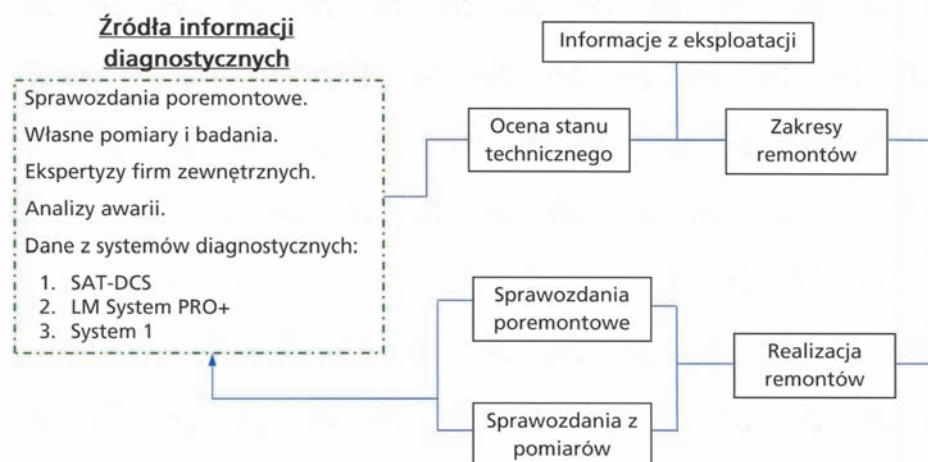 Źródła informacji
diagnostycznych
Sprawozdania poremontowe.
Własne pomiary i badania.
Ekspertyzy firm zewnętrznych.
Analizy awarii.
Dane z systemów diagnostycznych:
1. SAT-DCS
2. LM System PRO+
3. System 1
Informacje z eksploatacji
Ocena stanu
technicznego
Zakresy
remontów
Sprawozdania
poremontowe
Realizacja
remontów
Sprawozdania z
pomiarów